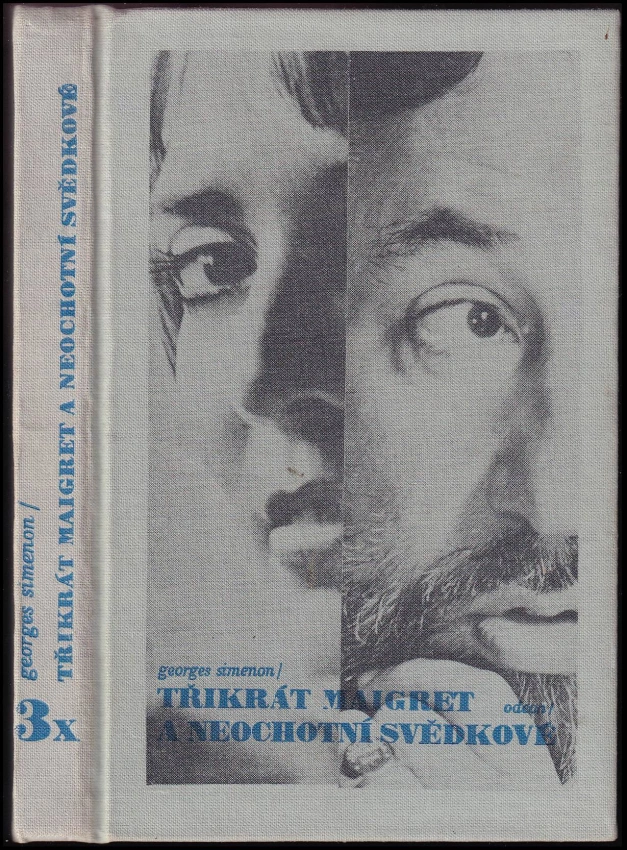 georges simenon/
TŘIKRÁT MAIGRET A NEOCHOTNÍ SVĚDKOVÉ
3x
georges simenon/
TŘIKRÁT MAIGRET
odeon/
A NEOCHOTNÍ SVĚDKOVÉ